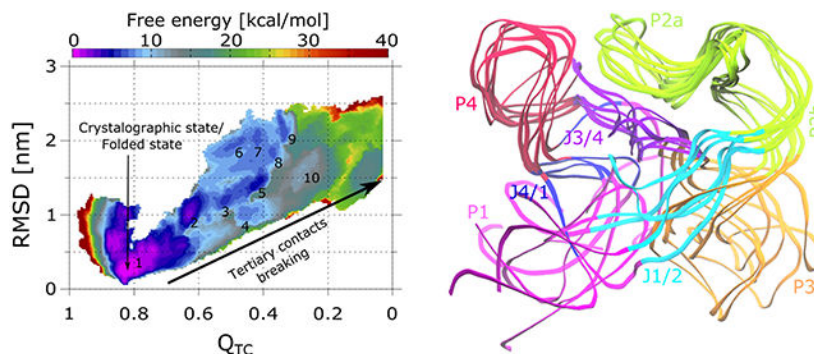 Free energy [kcal/mol]
0 10 20 30 40
RMSD [nm]
3
2
1
0
Crystalographic state/
Folded state
1
2
3
4
5
6
7
8
9
10
Tertiary contacts
breaking
1 0.8 0.6 0.4 0.2 0
QTC
P2a
P4
J3/4
J4/1
P1
J1/2
P3